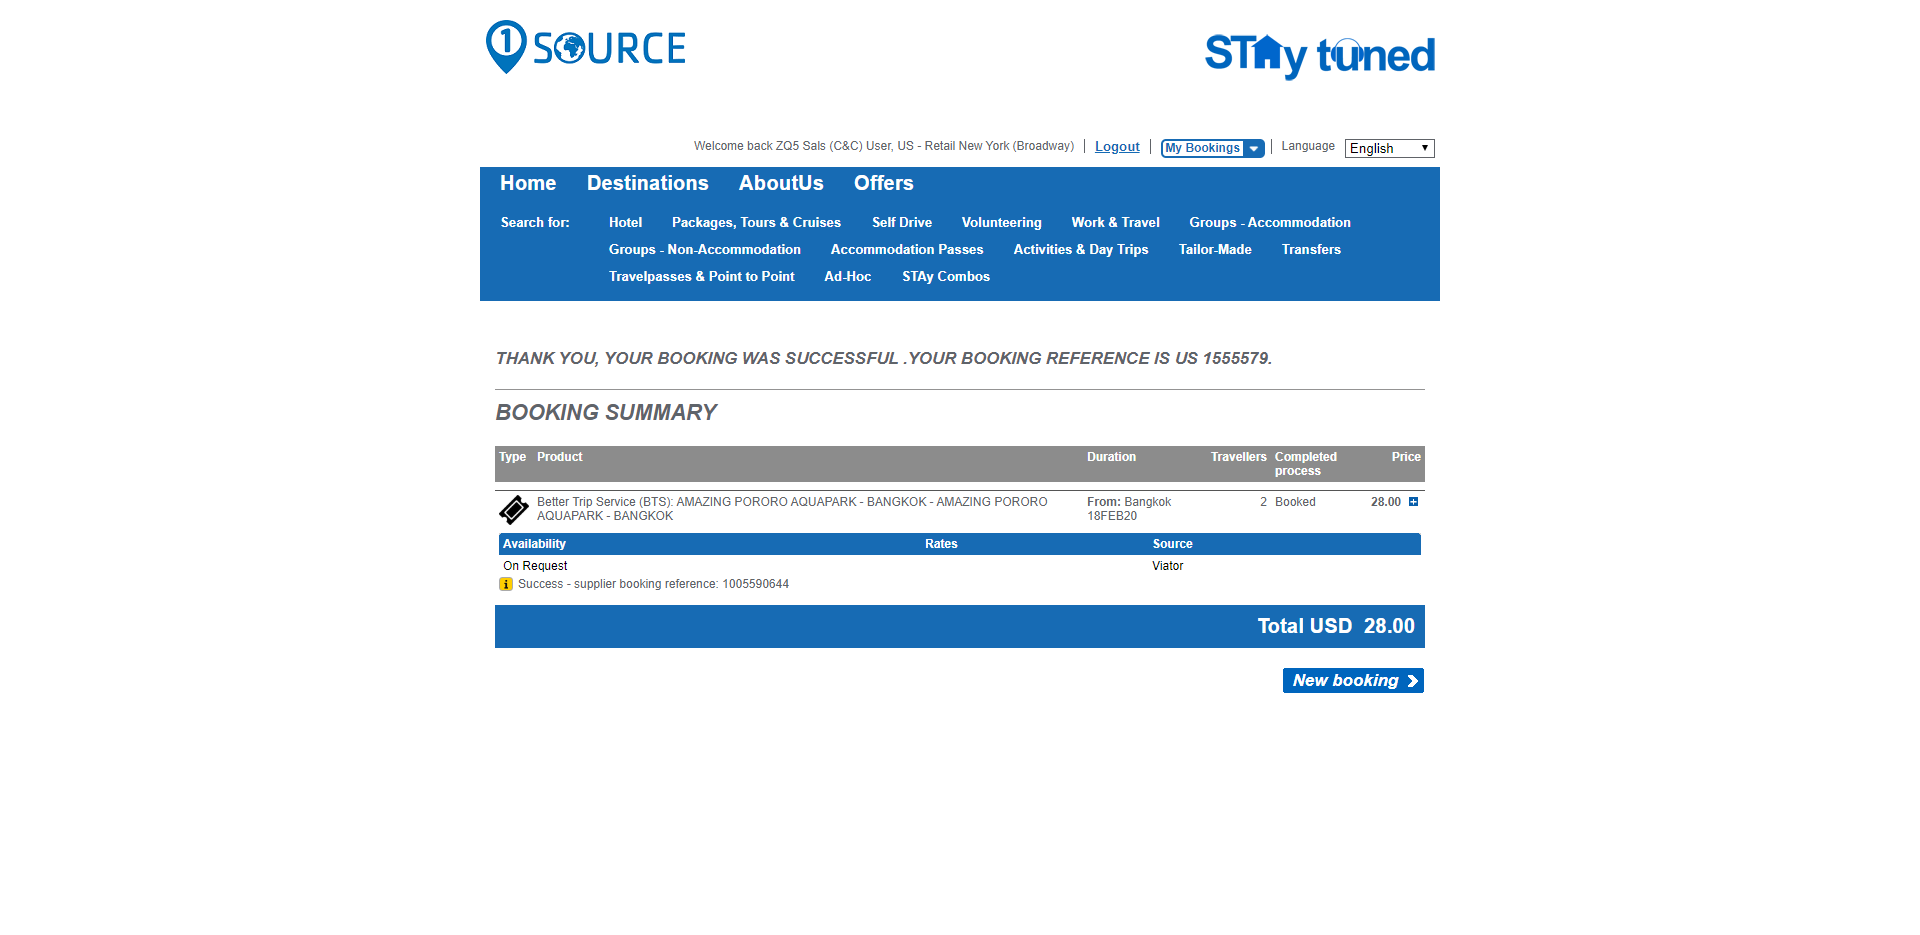 1 SOURCE
STAy tuned
Welcome back ZQ5 Sals (C&C) User, US - Retail New York (Broadway) Logout My Bookings Language English
Home Destinations AboutUs Offers
Search for: Hotel Packages, Tours & Cruises Self Drive Volunteering Work & Travel Groups - Accommodation
Groups - Non-Accommodation Accommodation Passes Activities & Day Trips Tailor-Made Transfers
Travelpasses & Point to Point Ad-Hoc STAy Combos
THANK YOU, YOUR BOOKING WAS SUCCESSFUL .YOUR BOOKING REFERENCE IS US 1555579.
BOOKING SUMMARY
Type Product Duration Travellers Completed process Price
Better Trip Service (BTS): AMAZING PORORO AQUAPARK - BANGKOK - AMAZING PORORO From: Bangkok 2 Booked 28.00
AQUAPARK - BANGKOK 18FEB20
Availability Rates Source
On Request Viator
Success - supplier booking reference: 1005590644
Total USD 28.00
New booking